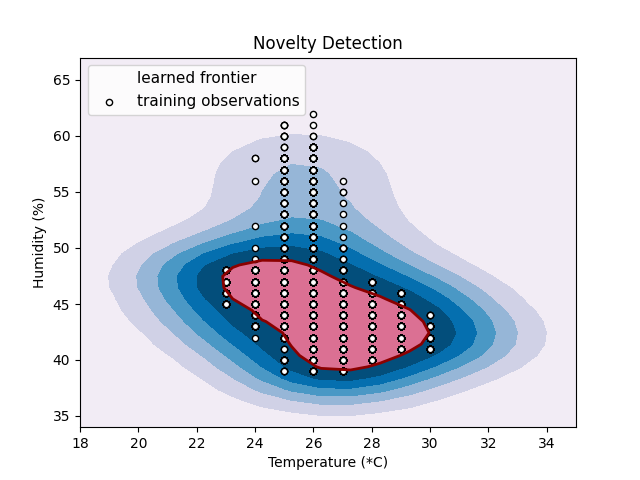 Novelty Detection
learned frontier
training observations
Humidity (%)
65
60
55
50
45
40
35
18 20 22 24 26 28 30 32 34
Temperature (*C)